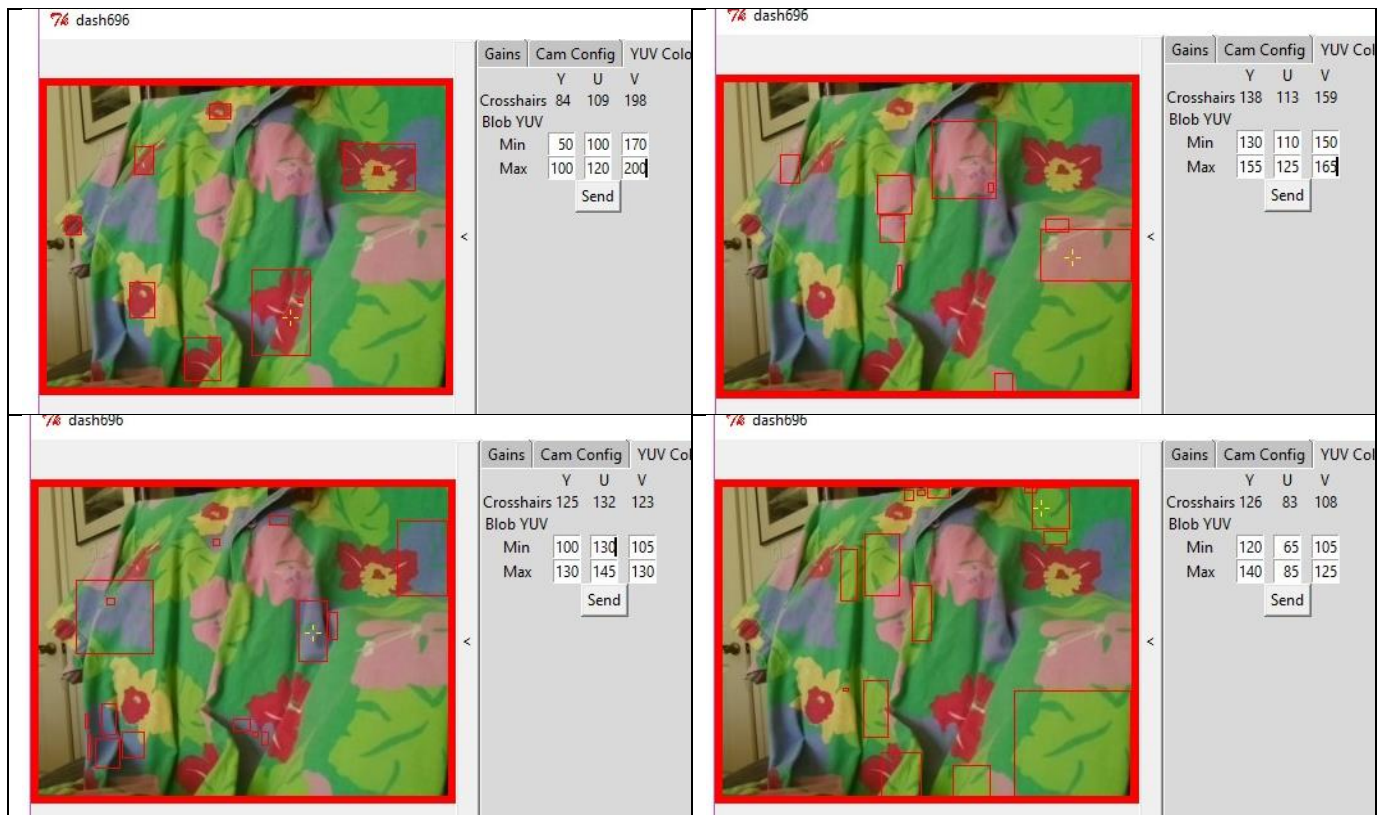 dash696
Gains Cam Config YUV Colo
Y U V
Crosshairs 84 109 198
Blob YUV
Min 50 100 170
Max 100 120 200
Send
<
dash696
Gains Cam Config YUV Col
Y U V
Crosshairs 138 113 159
Blob YUV
Min 130 110 150
Max 155 125 165
Send
<
dash696
Gains Cam Config YUV Col
Y U V
Crosshairs 125 132 123
Blob YUV
Min 100 130 105
Max 130 145 130
Send
<
dash696
Gains Cam Config YUV Col
Y U V
Crosshairs 126 83 108
Blob YUV
Min 120 65 105
Max 140 85 125
Send
<